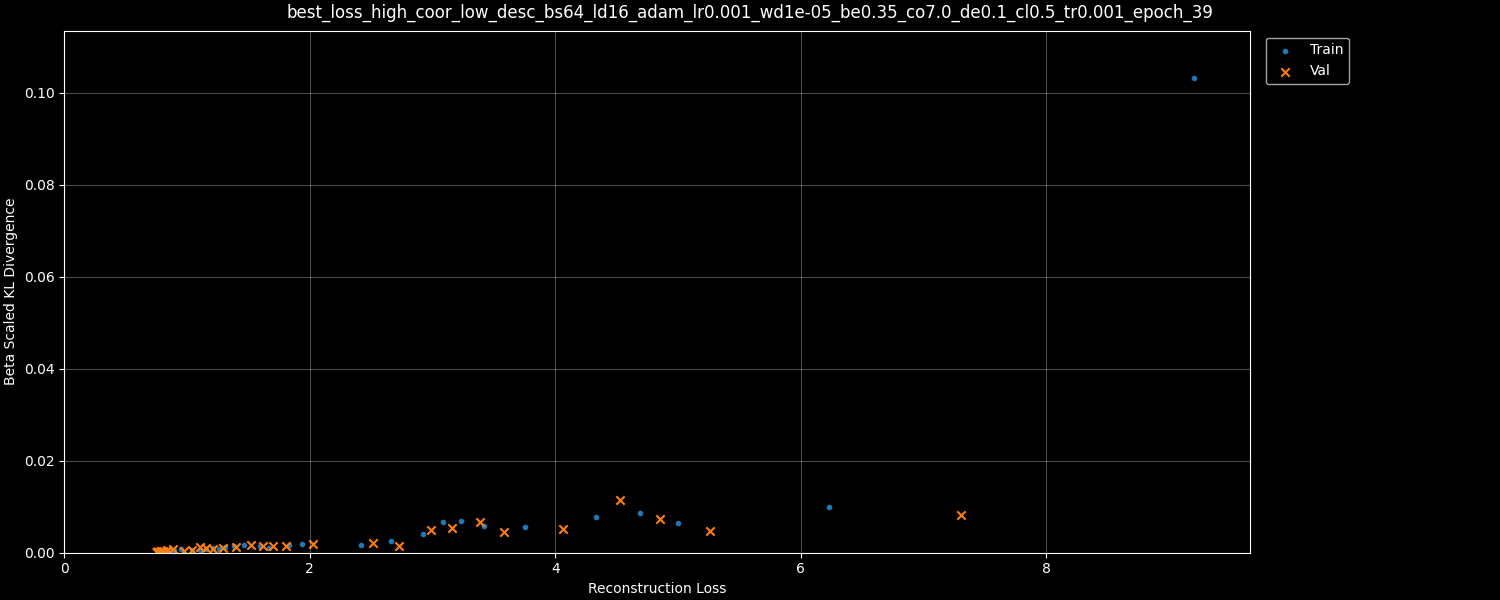 best_loss_high_coor_low_desc_bs64_ld16_adam_lr0.001_wd1e-05_be0.35_co7.0_de0.1_cl0.5_tr0.001_epoch_39
Train
Val
Beta Scaled KL Divergence
0.10
0.08
0.06
0.04
0.02
0.00
0 2 4 6 8
Reconstruction Loss